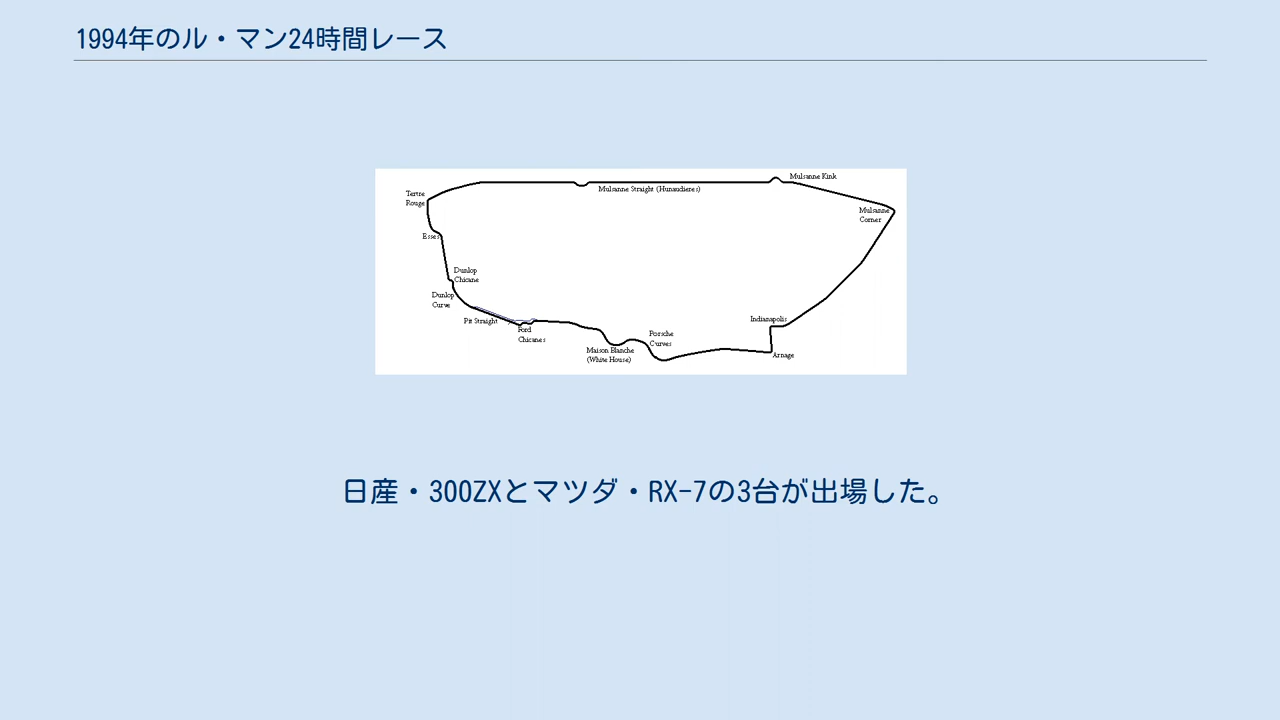 1994年のル・マン24時間レース
Mulsanne Kink
Mulsanne Straight (Hunaudieres)
Tertre
Rouge
Mulsanne
Corner
Esses
Dunlop
Chicane
Dunlop
Curve
Pit Straight
Ford
Chicanes
Indianapolis
Porsche
Curves
Maison Blanche
(White House)
Arnage
日産・300ZXとマツダ・RX-7の3台が出場した。